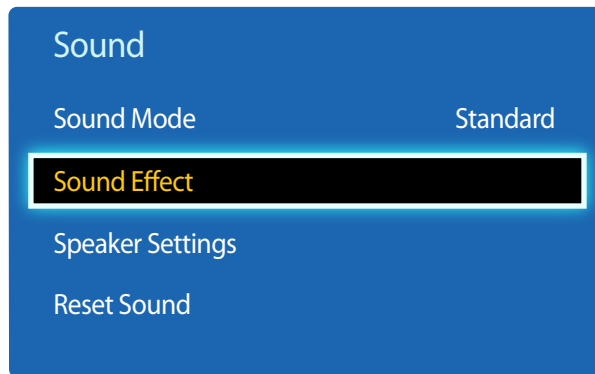 Sound
Sound Mode Standard
Sound Effect
Speaker Settings
Reset Sound